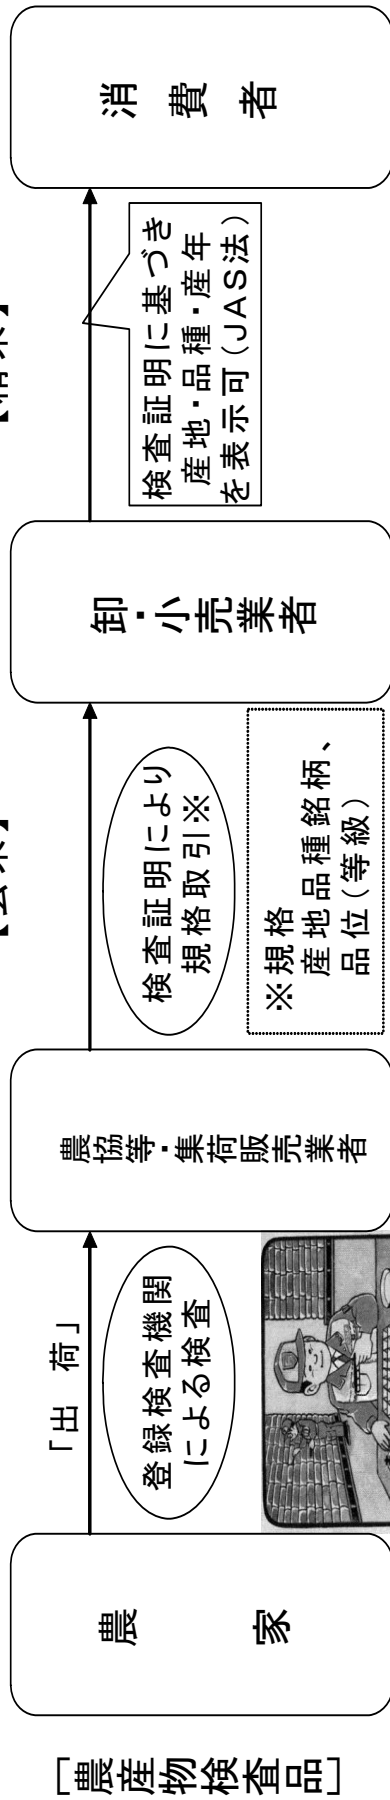 ［農産物検査品］
農家
「出荷」
登録検査機関
による検査
農協等・集荷販売業者
検査証明により
規格取引※
※規格
産地品種銘柄、
品位（等級）
卸・小売業者
検査証明に基づき
産地・品種・産年
を表示可（JAS法）
消費者